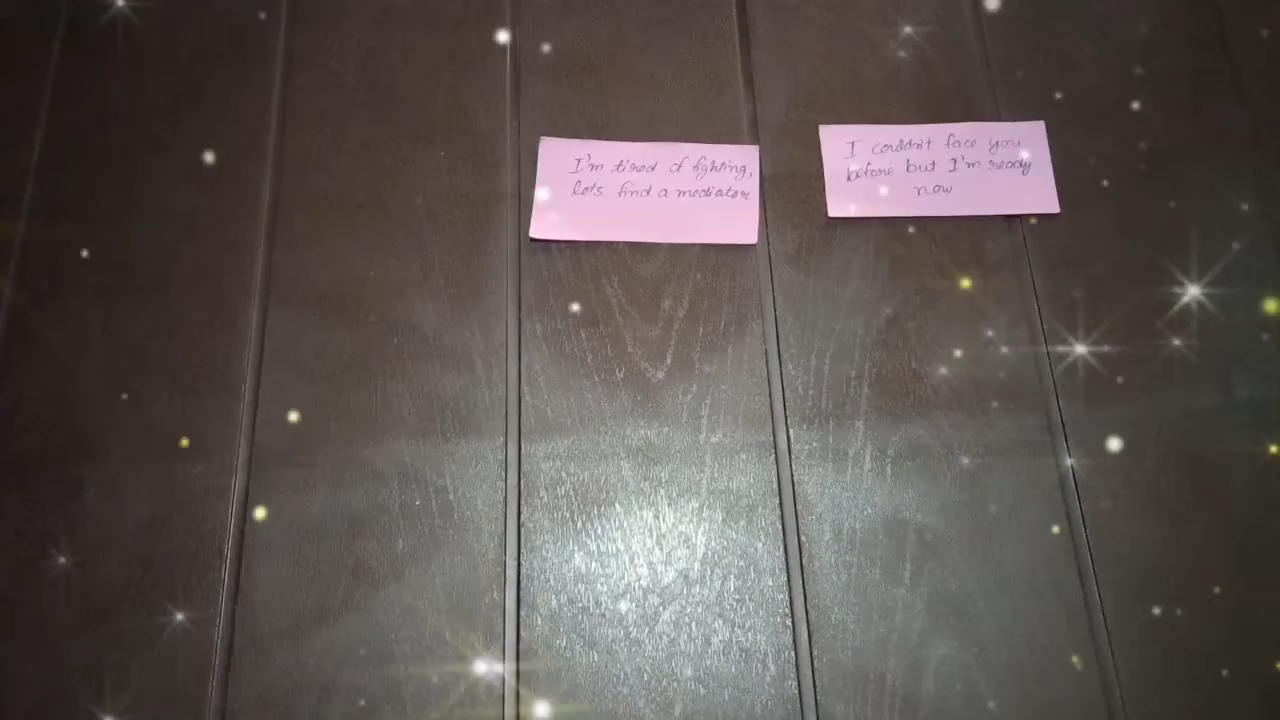 I'm tired of fighting,
lets find a mediator
I couldn't face you
before but I'm ready
now